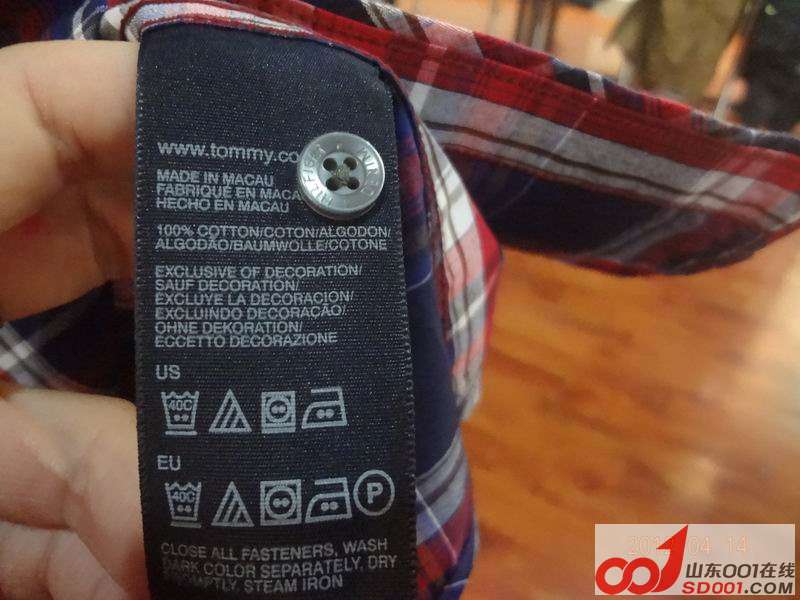 www.tommy.co
MADE IN MACAU
FABRIQUÉ EN MACA
HECHO EN MACAU
100% COTTON/COTON/ALGODON/
ALGODÃO/BAUMWOLLE/COTONE
EXCLUSIVE OF DECORATION/
SAUF DECORATION/
EXCLUYE LA DECORACION/
EXCLUINDO DECORAÇÃO/
OHNE DEKORATION/
ECCETTO DECORAZIONE
US
40C
EU
40C
P
CLOSE ALL FASTENERS, WASH
DARK COLOR SEPARATELY, DRY
PROMPTLY, STEAM IRON
04 14
001
山东001在线
SD001.COM